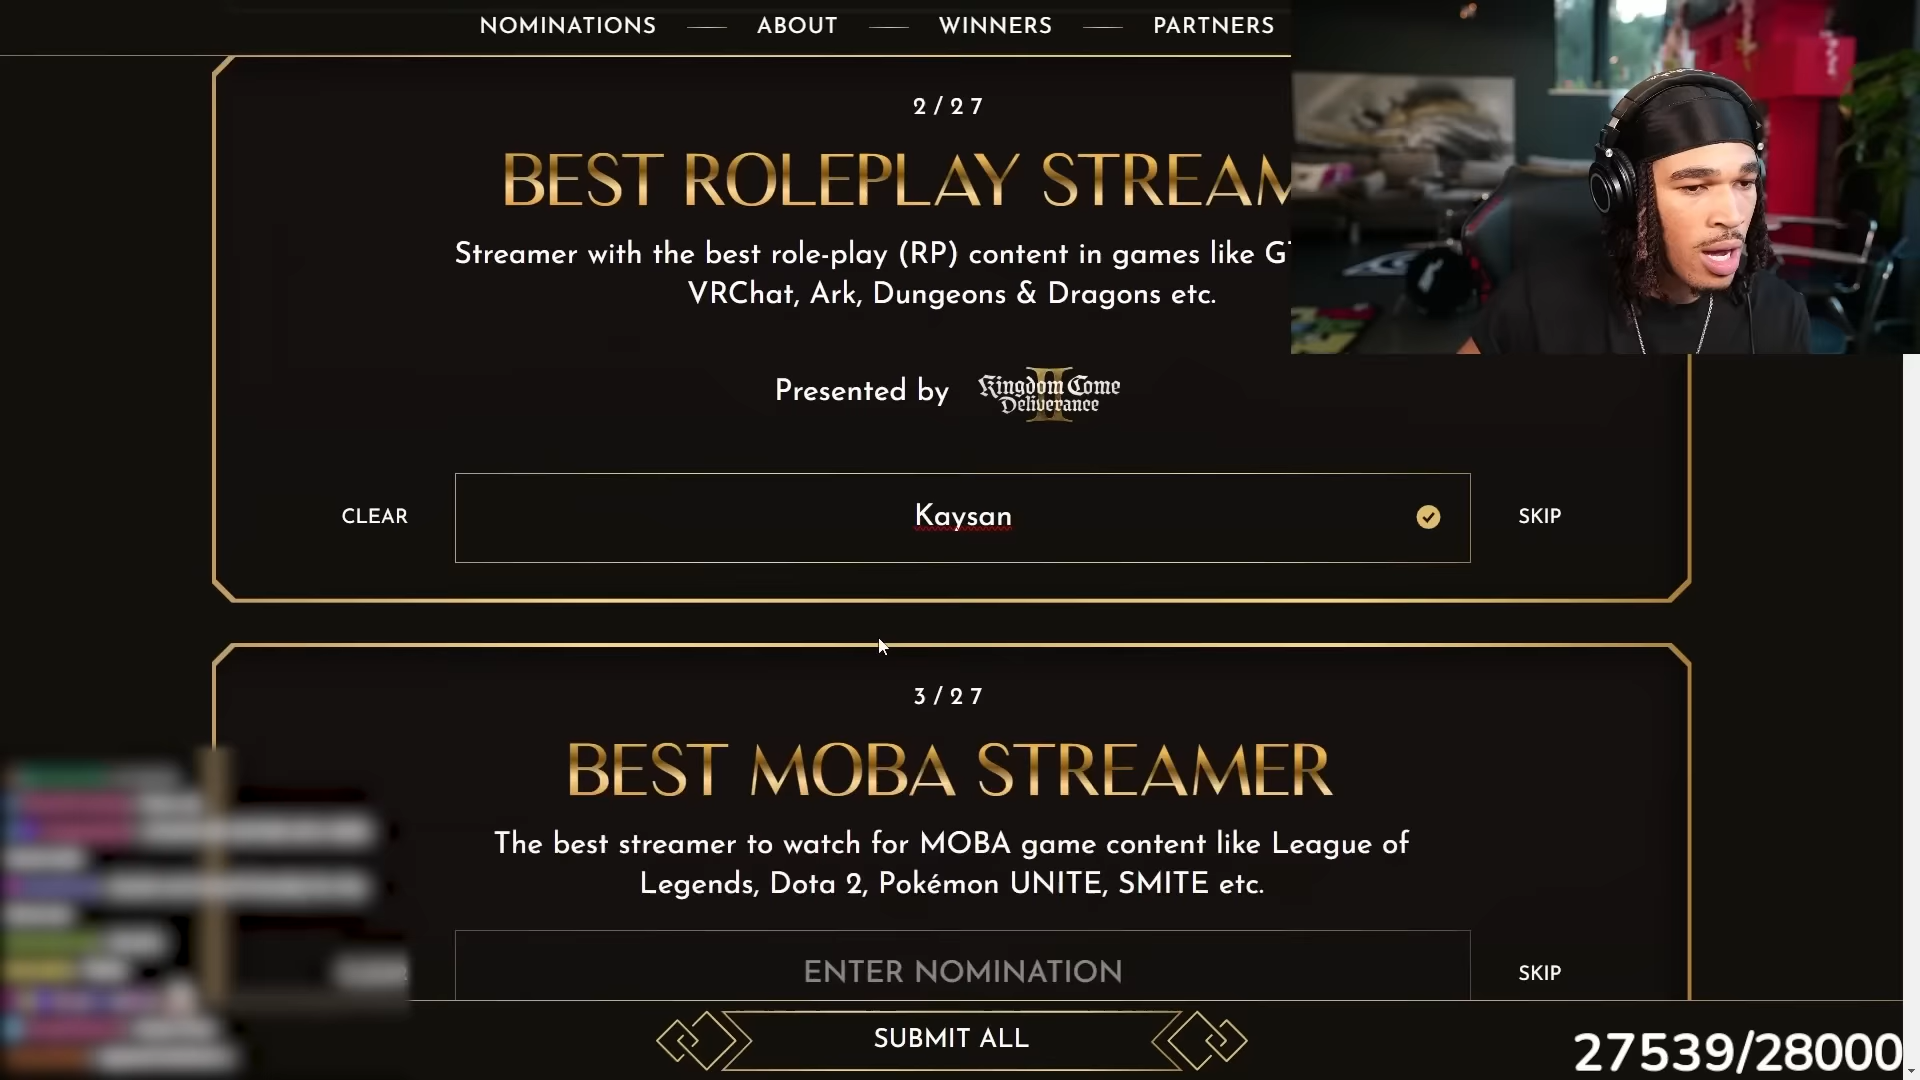 NOMINATIONS ABOUT WINNERS PARTNERS
2/27
BEST ROLEPLAY STREAM
Streamer with the best role-play (RP) content in games like
VRChat, Ark, Dungeons & Dragons etc.
Presented by Kingdom Come Deliverance II
CLEAR Kaysan SKIP
3/27
BEST MOBA STREAMER
The best streamer to watch for MOBA game content like League of
Legends, Dota 2, Pokémon UNITE, SMITE etc.
ENTER NOMINATION SKIP
SUBMIT ALL
27539/28000